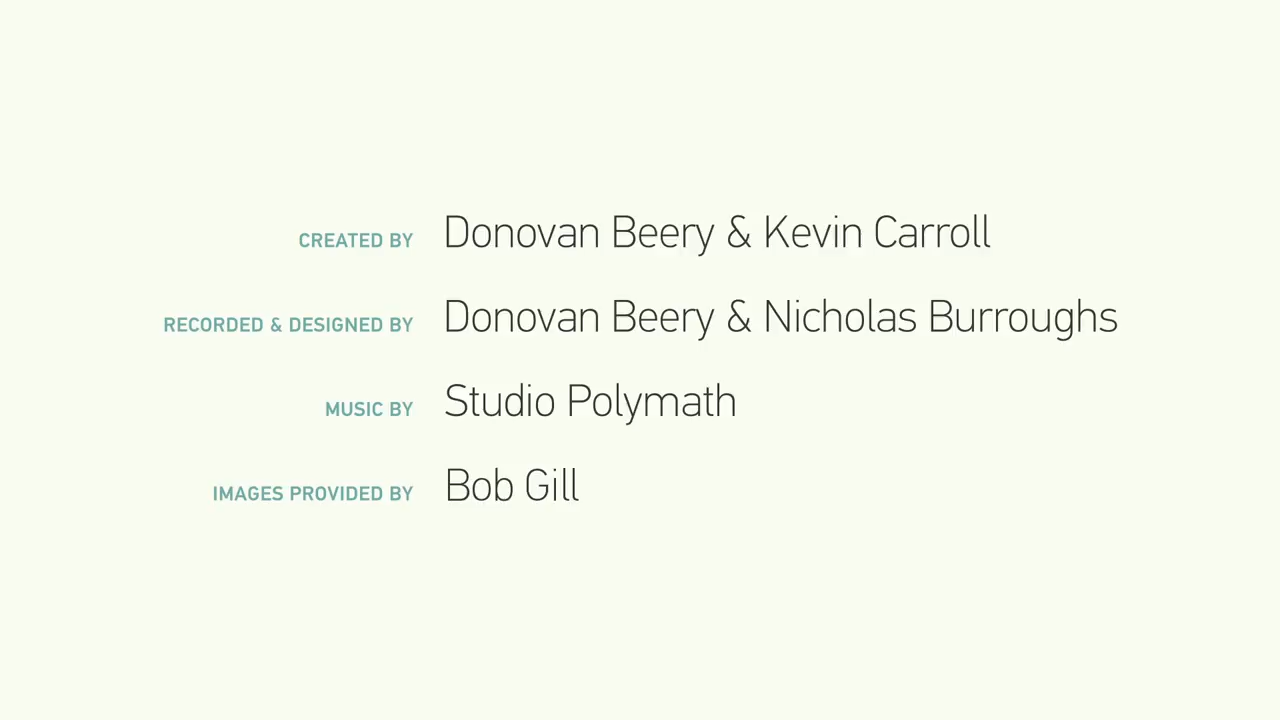 CREATED BY Donovan Beery & Kevin Carroll
RECORDED & DESIGNED BY Donovan Beery & Nicholas Burroughs
MUSIC BY Studio Polymath
IMAGES PROVIDED BY Bob Gill